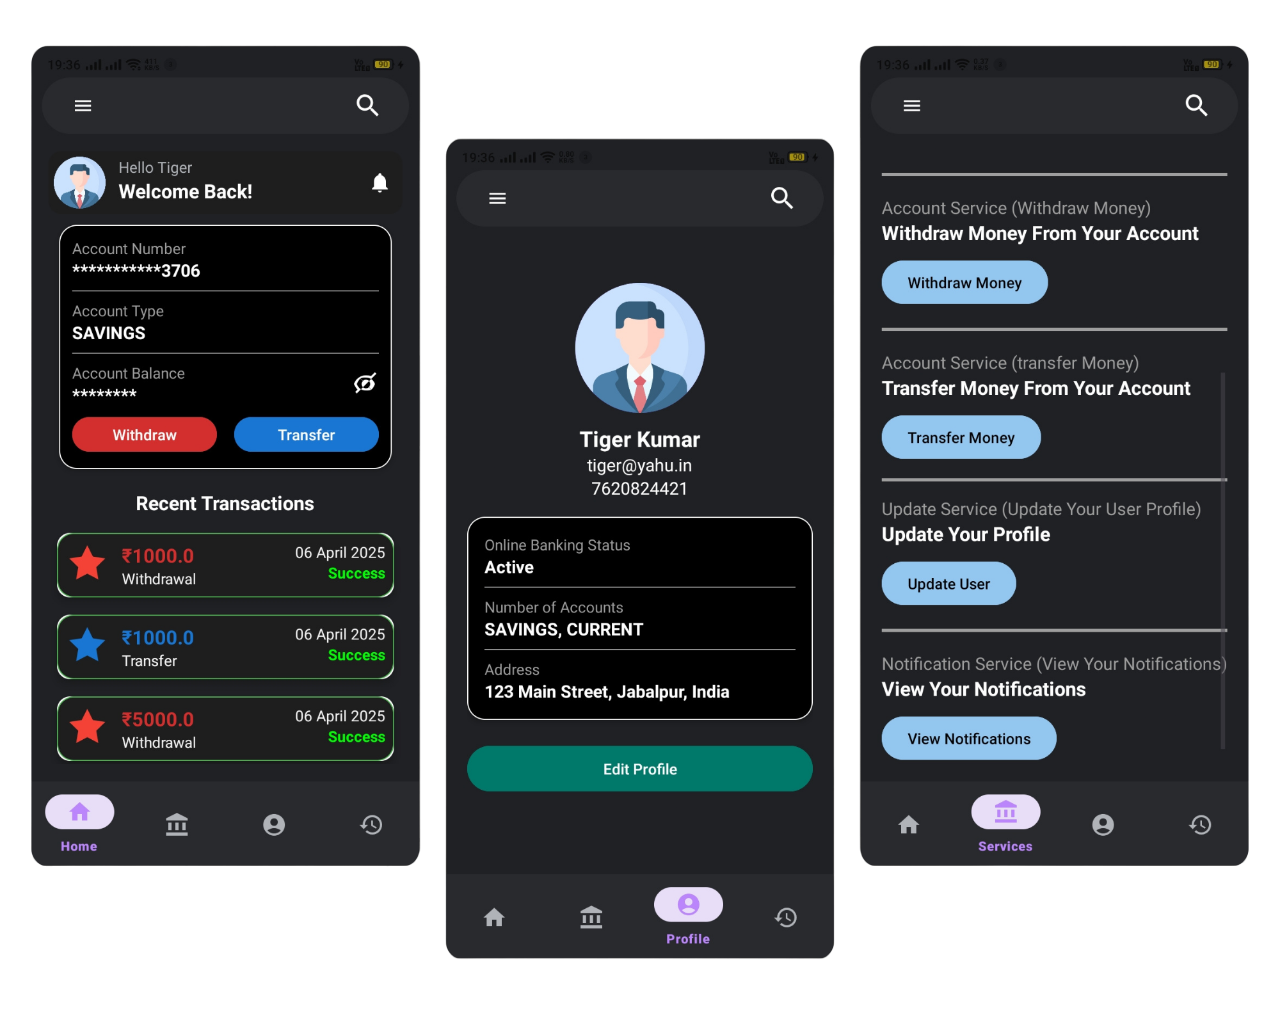 19:36
90
Hello Tiger
Welcome Back!
Account Number
***********3706
Account Type
SAVINGS
Account Balance
********
Withdraw
Transfer
Recent Transactions
₹1000.0
06 April 2025
Withdrawal
Success
₹1000.0
06 April 2025
Transfer
Success
₹5000.0
06 April 2025
Withdrawal
Success
Home
19:36
90
Tiger Kumar
tiger@yahu.in
7620824421
Online Banking Status
Active
Number of Accounts
SAVINGS, CURRENT
Address
123 Main Street, Jabalpur, India
Edit Profile
Profile
19:36
90
Account Service (Withdraw Money)
Withdraw Money From Your Account
Withdraw Money
Account Service (transfer Money)
Transfer Money From Your Account
Transfer Money
Update Service (Update Your User Profile)
Update Your Profile
Update User
Notification Service (View Your Notifications)
View Your Notifications
View Notifications
Services